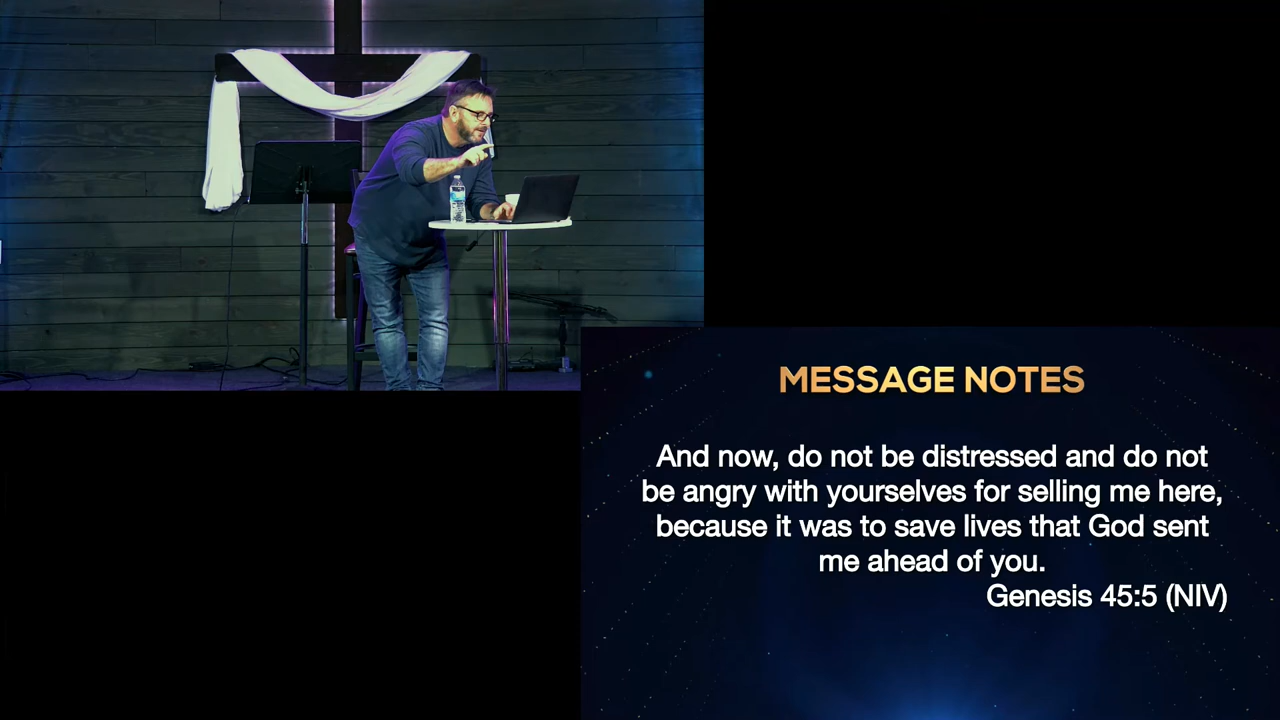 MESSAGE NOTES
And now, do not be distressed and do not
be angry with yourselves for selling me here,
because it was to save lives that God sent
me ahead of you.
Genesis 45:5 (NIV)